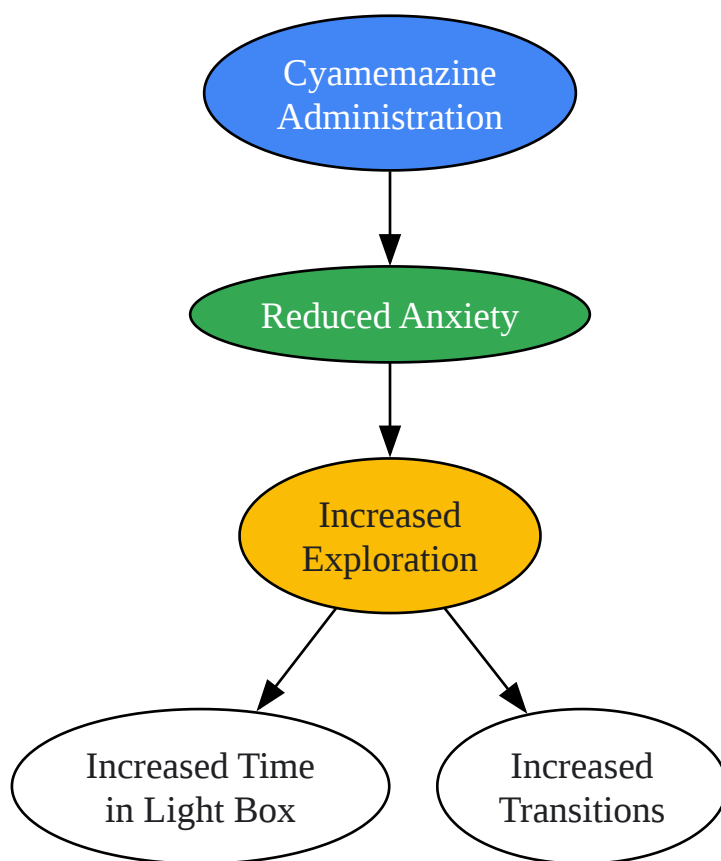 Cyamemazine
Administration
Reduced Anxiety
Increased
Exploration
Increased Time
in Light Box
Increased
Transitions